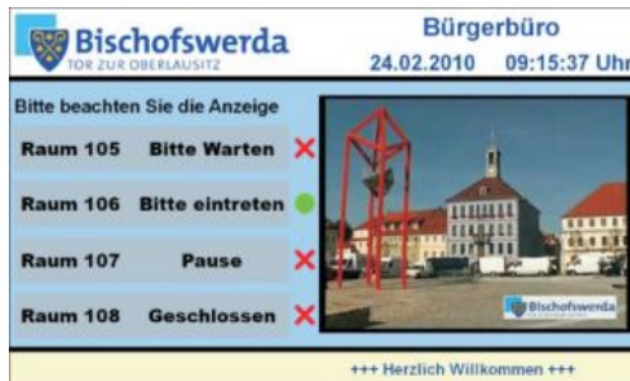 Bischofswerda
TOR ZUR OBERLAUSITZ
Bürgerbüro
24.02.2010 09:15:37 Uhr
Bitte beachten Sie die Anzeige
Raum 105 Bitte Warten
Raum 106 Bitte eintreten
Raum 107 Pause
Raum 108 Geschlossen
Bischofswerda
+++ Herzlich Willkommen +++